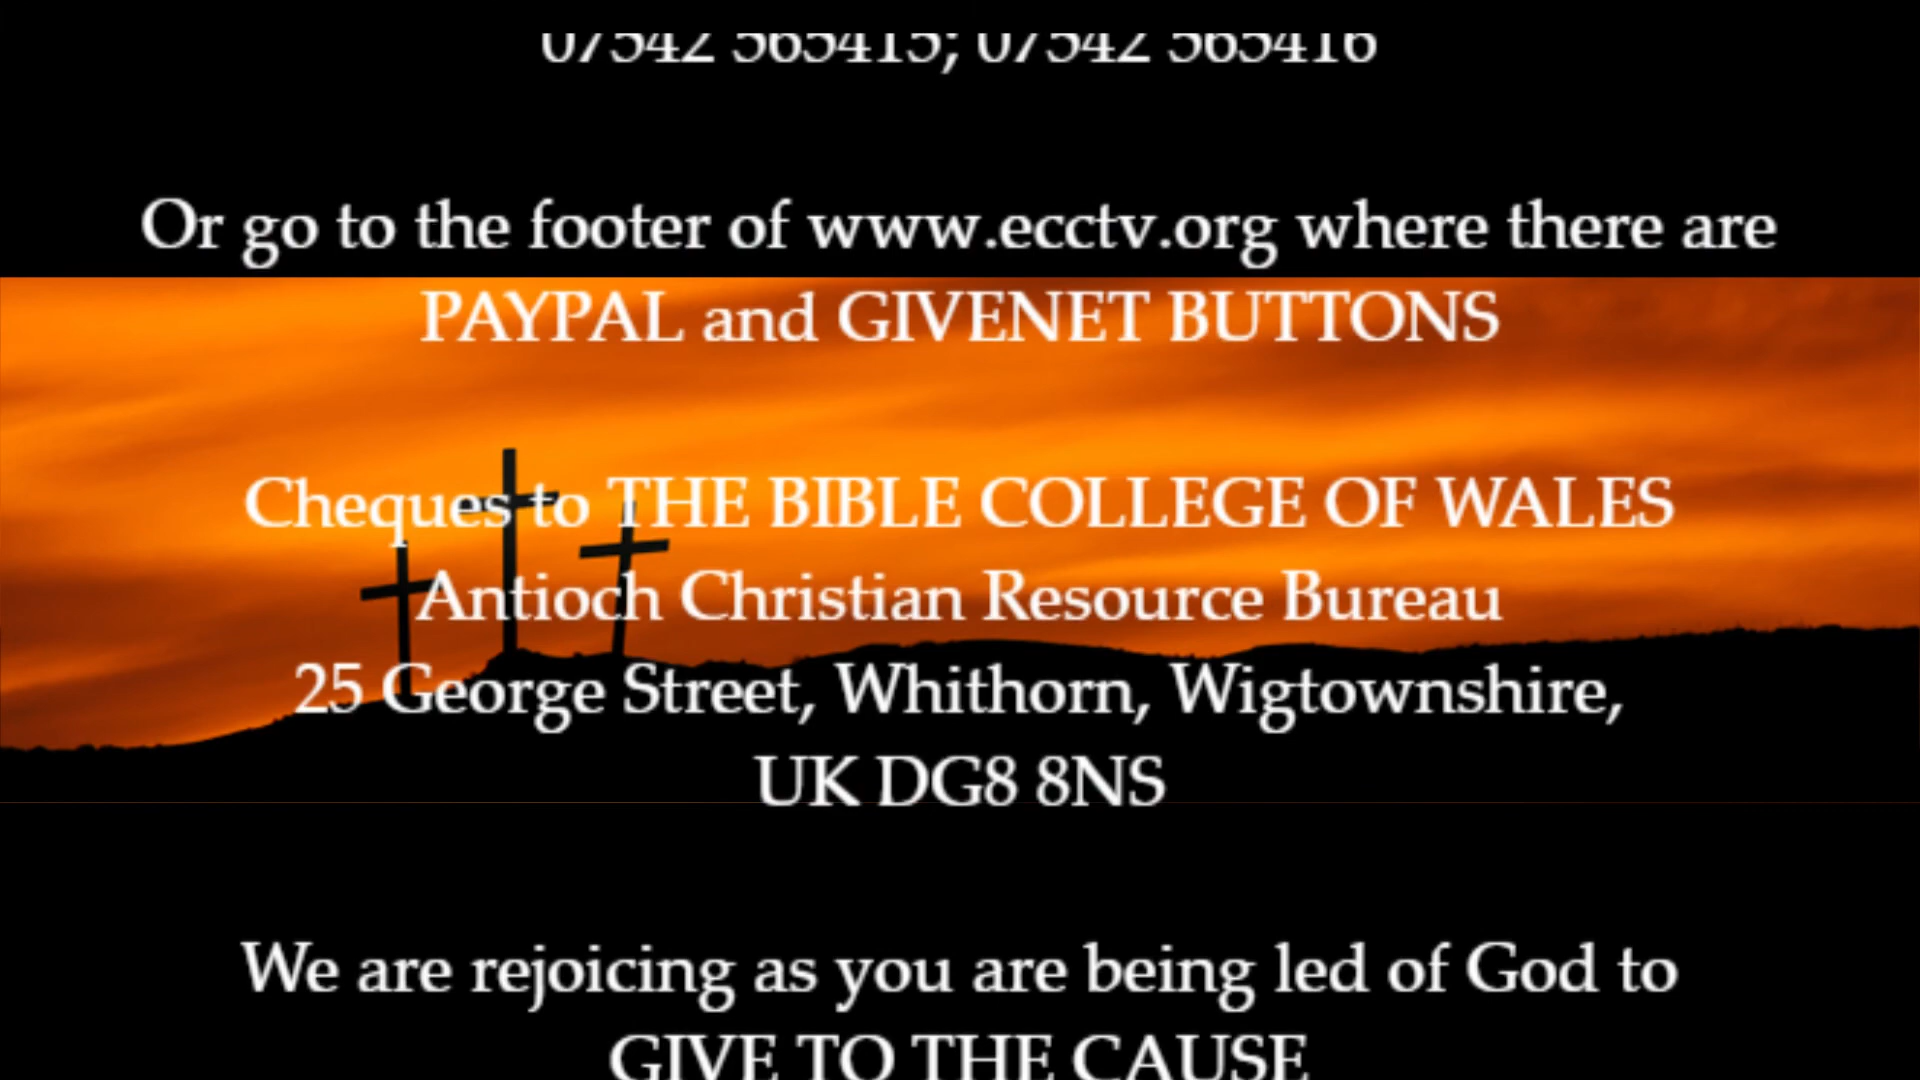 07542 565415; 07542 565416
Or go to the footer of www.ecctv.org where there are
PAYPAL and GIVENET BUTTONS
Cheques to THE BIBLE COLLEGE OF WALES
Antioch Christian Resource Bureau
25 George Street, Whithorn, Wigtownshire,
UK DG8 8NS
We are rejoicing as you are being led of God to
GIVE TO THE CAUSE